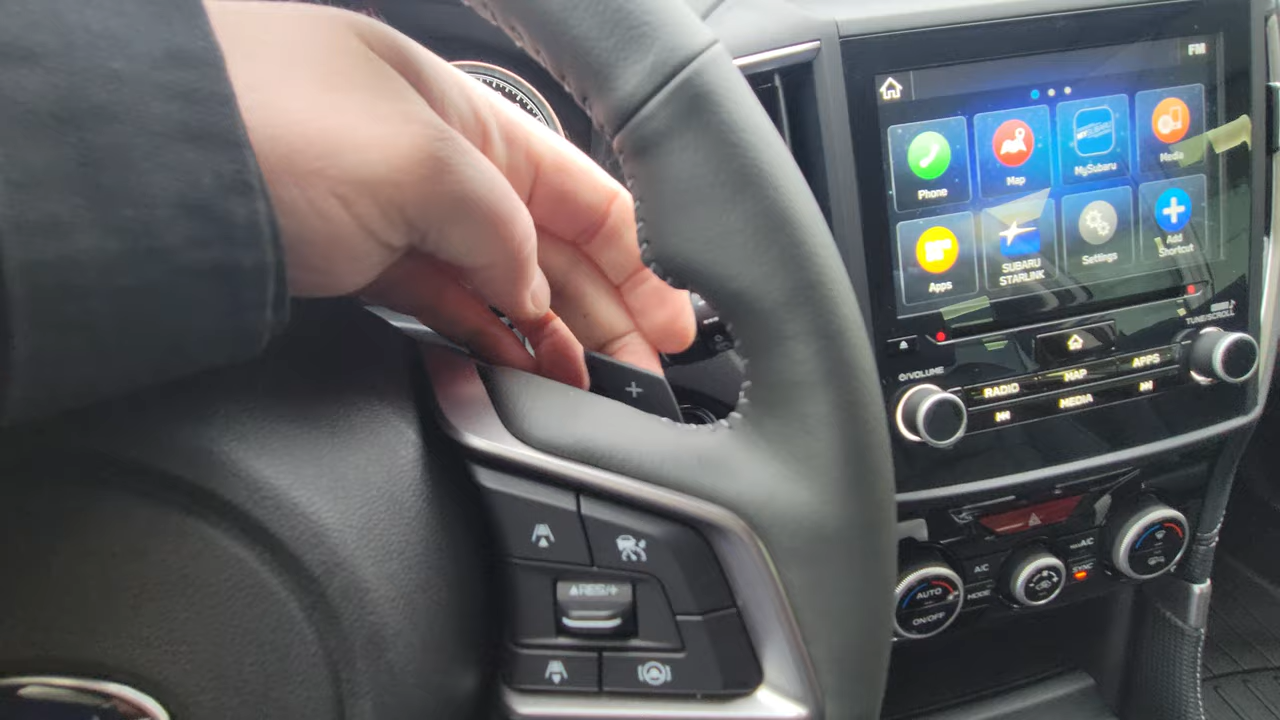 FM
Phone
Map
MySubaru
MYSUBARU
Media
Apps
SUBARU
STARLINK
Settings
Add
Shortcut
TUNE/SCROLL
VOLUME
RADIO
MAP
APPS
MEDIA
+
RES/+
A/C
A/C
MODE
SYNC
AUTO
ON/OFF